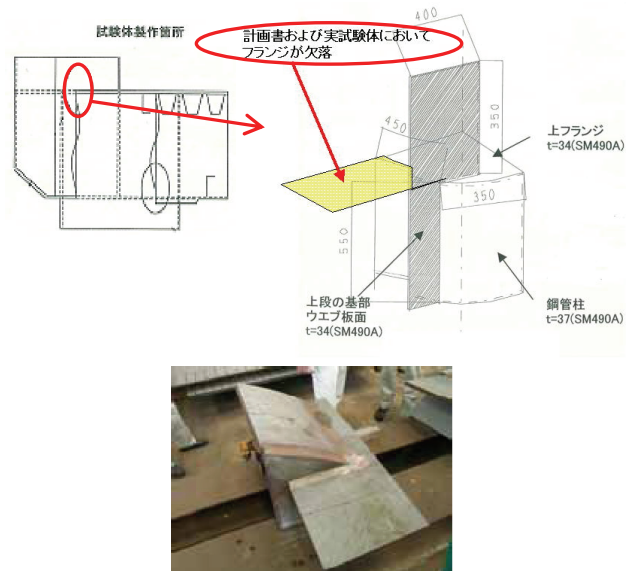 試験体製作箇所
計画書および実試験体において
フランジが欠落
400
450
350
上フランジ
t=34(SM490A)
350
550
上段の基部
ウエブ板面
t=34(SM490A)
鋼管柱
t=37(SM490A)